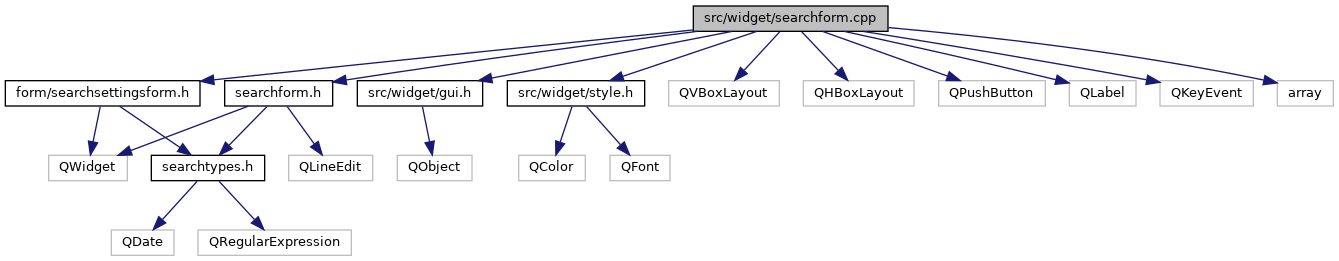 src/widget/searchform.cpp
form/searchsettingsform.h
searchform.h
src/widget/gui.h
src/widget/style.h
QVBoxLayout
QHBoxLayout
QPushButton
QLabel
QKeyEvent
array
QWidget
searchtypes.h
QLineEdit
QObject
QColor
QFont
QDate
QRegularExpression